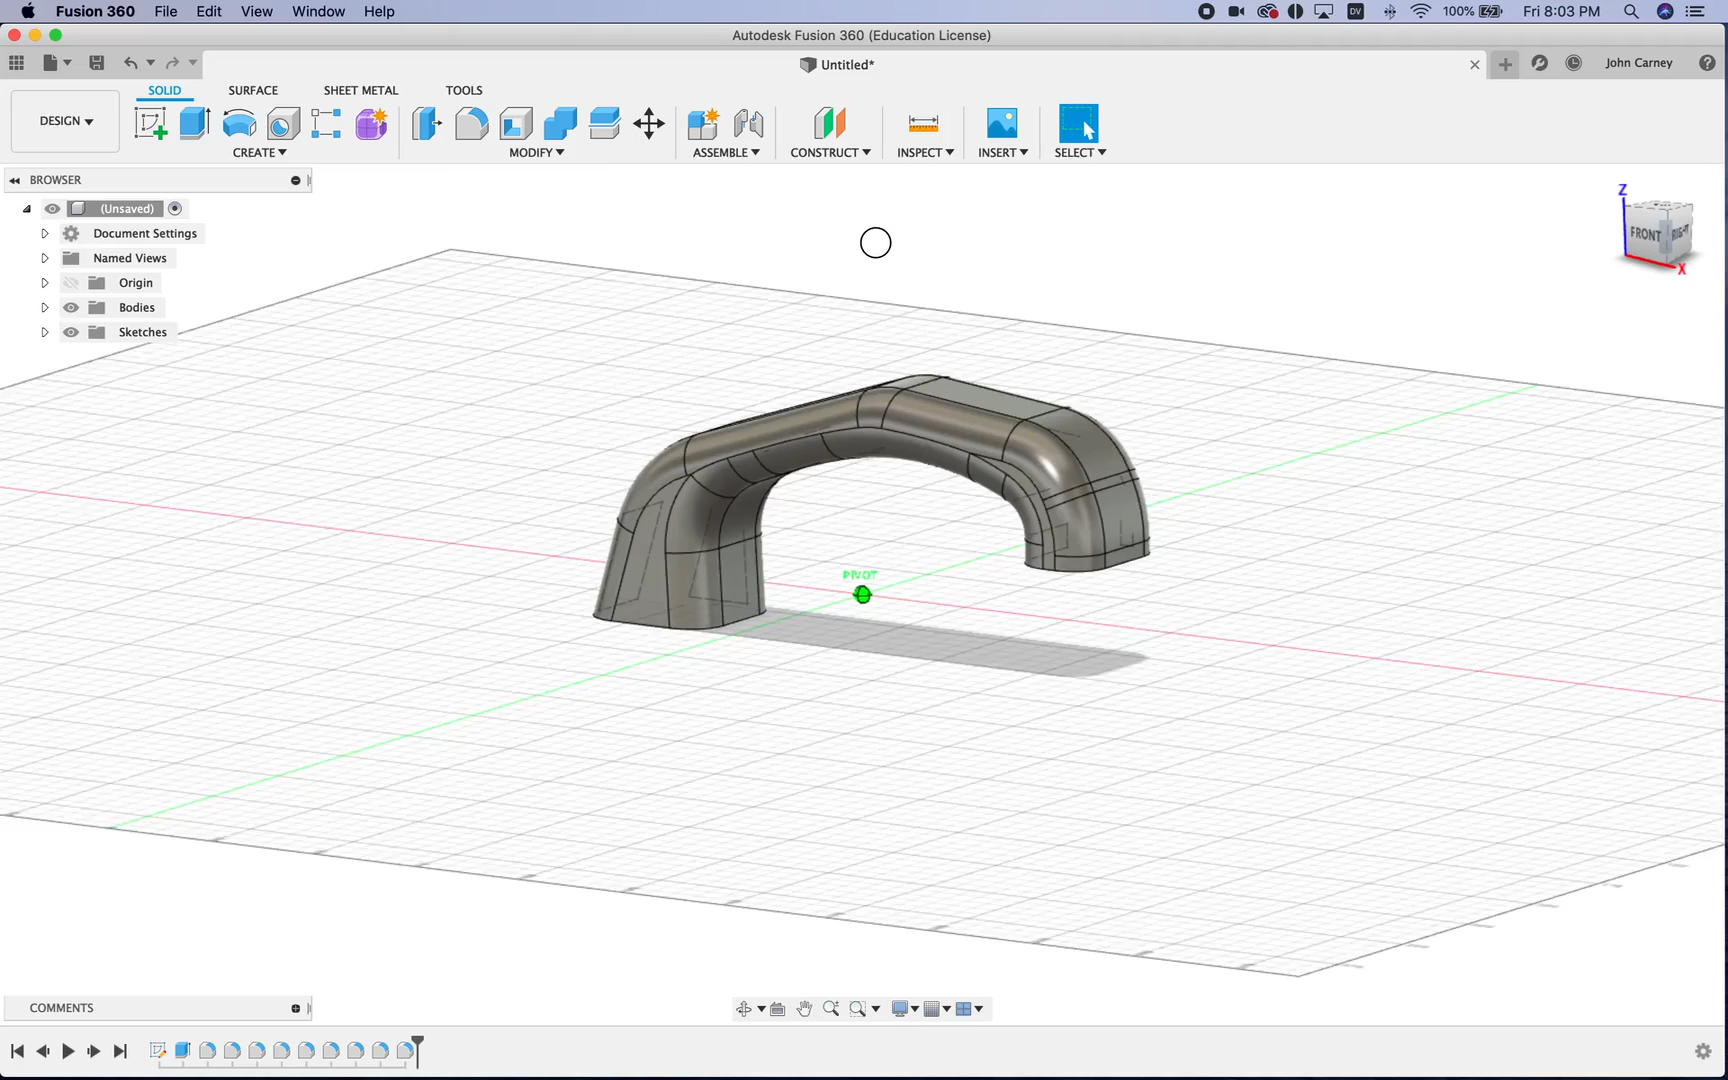 Fusion 360 File Edit View Window Help DV 100% Fri 8:03 PM
Autodesk Fusion 360 (Education License)
Untitled* John Carney
SOLID SURFACE SHEET METAL TOOLS
DESIGN
CREATE MODIFY ASSEMBLE CONSTRUCT INSPECT INSERT SELECT
BROWSER
(Unsaved)
Document Settings
Named Views
Origin
Bodies
Sketches
Z
FRONT RIGHT
X
PIVOT
COMMENTS